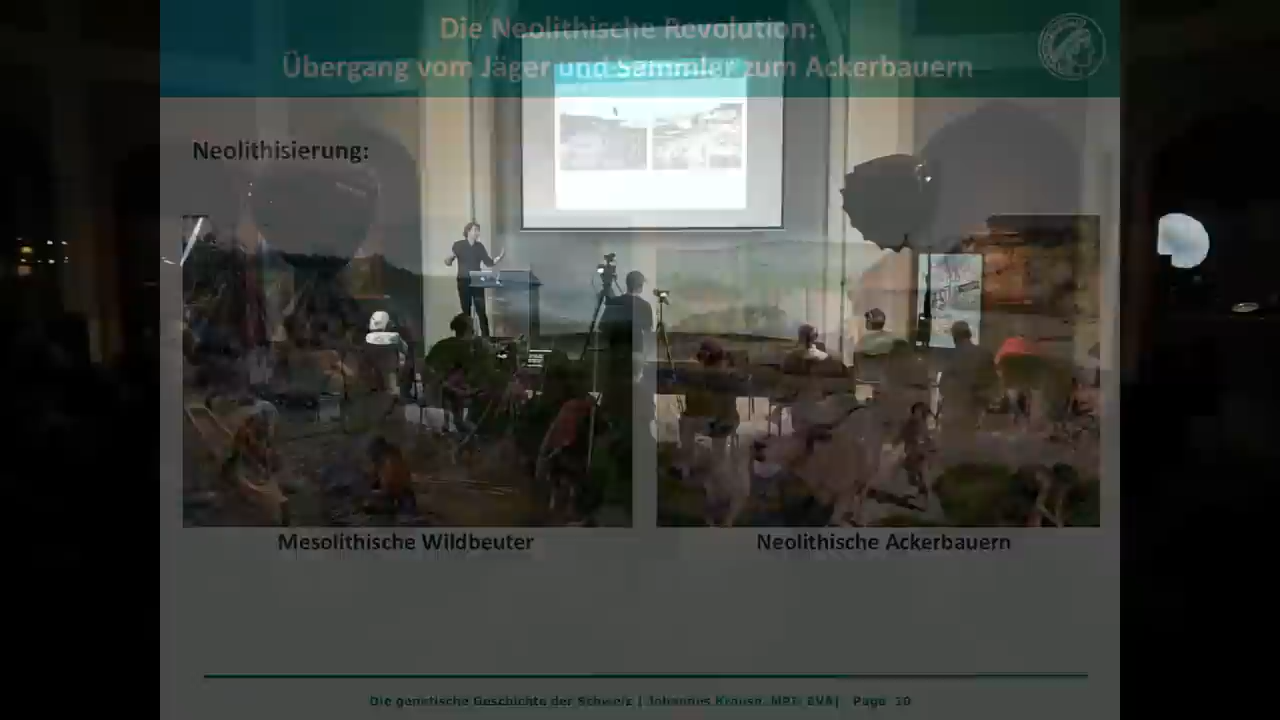 Die Neolithische Revolution:
Übergang vom Jäger und Sammler zum Ackerbauern
Neolithisierung:
Mesolithische Wildbeuter
Neolithische Ackerbauern
Die genetische Geschichte der Schweiz | Johannes Krause, MPI- EVA| Page 10